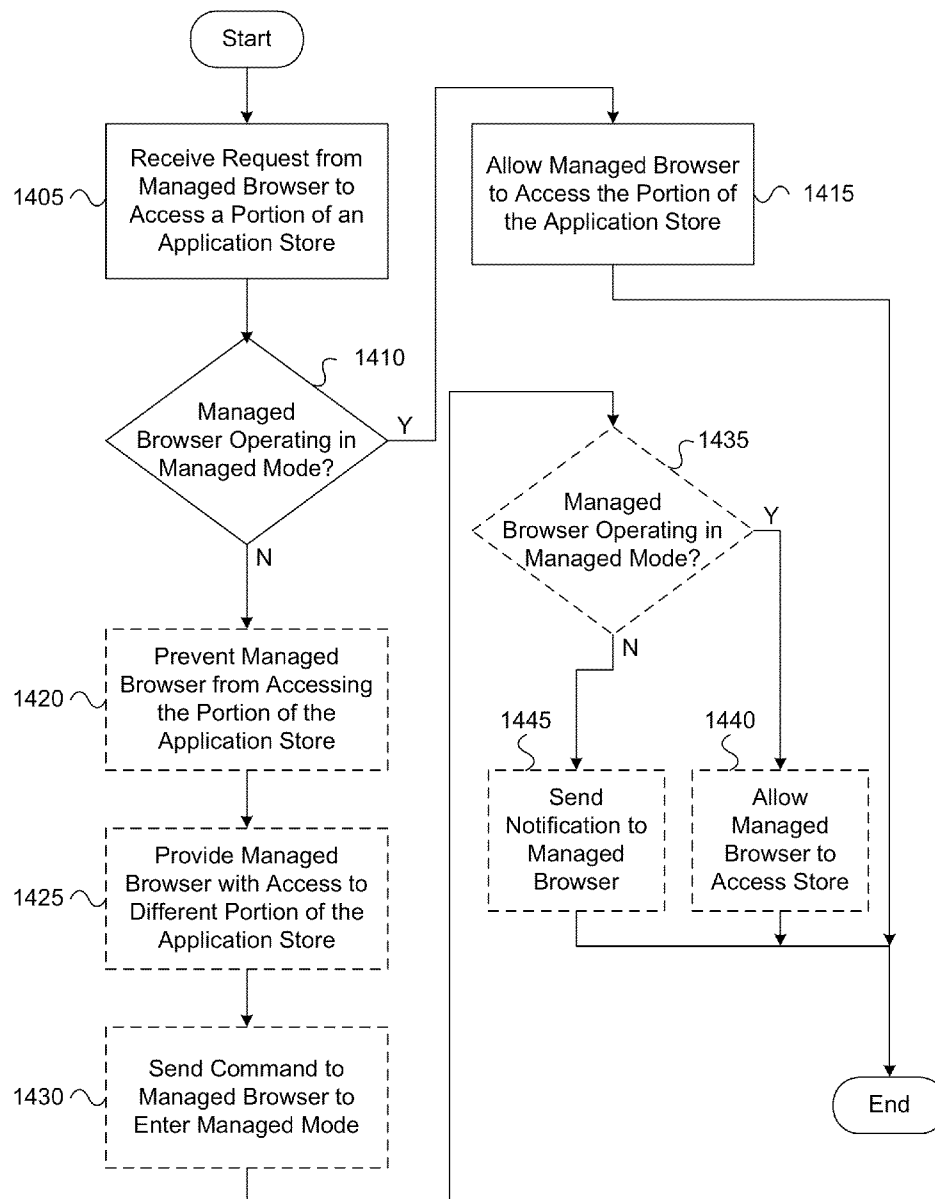 Start
1405
Receive Request from
Managed Browser to
Access a Portion of an
Application Store
1410
Managed
Browser Operating in
Managed Mode?
Y
N
Allow Managed Browser
to Access the Portion of
the Application Store
1415
1420
Prevent Managed
Browser from Accessing
the Portion of the
Application Store
1425
Provide Managed
Browser with Access to
Different Portion of the
Application Store
1430
Send Command to
Managed Browser to
Enter Managed Mode
1435
Managed
Browser Operating in
Managed Mode?
Y
N
1445
Send
Notification to
Managed
Browser
1440
Allow
Managed
Browser to
Access Store
End